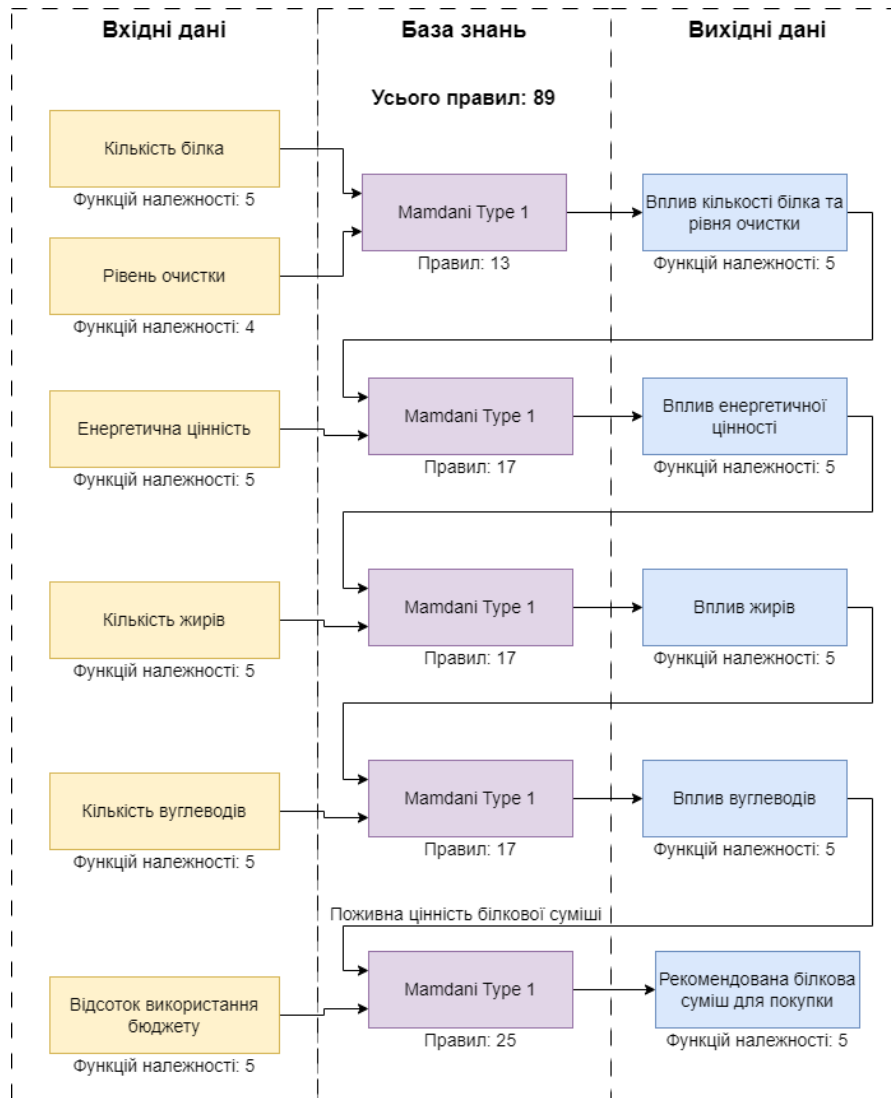 Вхідні дані
База знань
Вихідні дані
Усього правил: 89
Кількість білка
Функцій належності: 5
Рівень очистки
Функцій належності: 4
Mamdani Type 1
Правил: 13
Вплив кількості білка та
рівня очистки
Функцій належності: 5
Енергетична цінність
Функцій належності: 5
Mamdani Type 1
Правил: 17
Вплив енергетичної
цінності
Функцій належності: 5
Кількість жирів
Функцій належності: 5
Mamdani Type 1
Правил: 17
Вплив жирів
Функцій належності: 5
Кількість вуглеводів
Функцій належності: 5
Mamdani Type 1
Правил: 17
Вплив вуглеводів
Функцій належності: 5
Поживна цінність білкової суміші
Відсоток використання
бюджету
Функцій належності: 5
Mamdani Type 1
Правил: 25
Рекомендована білкова
суміш для покупки
Функцій належності: 5